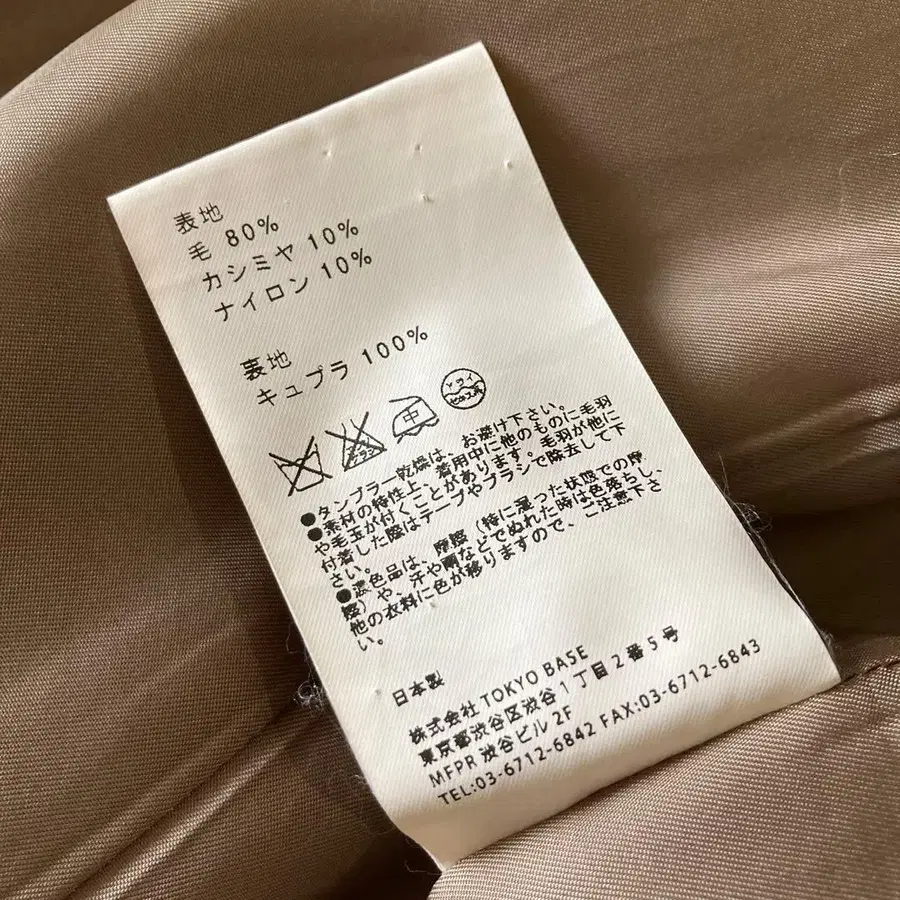 表地
毛 80%
カシミヤ 10%
ナイロン 10%
裏地
キュプラ 100%
エンソ サラシ
中
ドライ
セキユ系
●タンブラー乾燥は、お避け下さい。
●素材の特性上、着用中に他のものに毛羽
や毛玉が付くことがあります。毛羽が他に
付着した際はテープやブラシで除去して下
さい。
●濃色品は、摩擦（特に湿った状態での摩
擦）や、汗や雨などでぬれた時は色落ちし、
他の衣料に色が移りますので、ご注意下さ
い。
日本製
株式会社 TOKYO BASE
東京都渋谷区渋谷1丁目2番5号
MFPR 渋谷ビル 2F
TEL:03-6712-6842 FAX:03-6712-6843